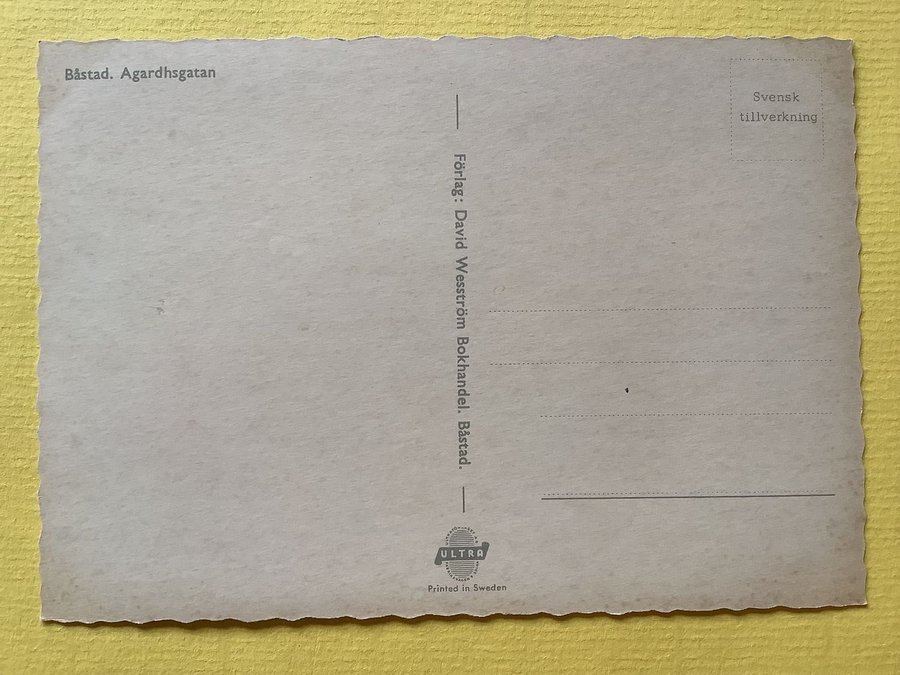 Båstad. Agardhsgatan
Förlag: David Wesström Bokhandel. Båstad.
Svensk
tillverkning
ULTRA
Printed in Sweden